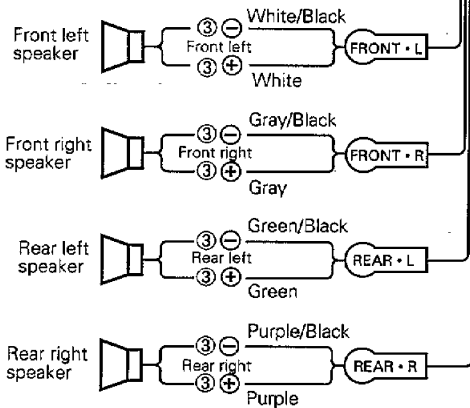 White/Black
Front left
speaker
③ ⊖
Front left
③ ⊕
White
FRONT • L
Gray/Black
Front right
speaker
③ ⊖
Front right
③ ⊕
Gray
FRONT • R
Green/Black
Rear left
speaker
③ ⊖
Rear left
③ ⊕
Green
REAR • L
Purple/Black
Rear right
speaker
③ ⊖
Rear right
③ ⊕
Purple
REAR • R